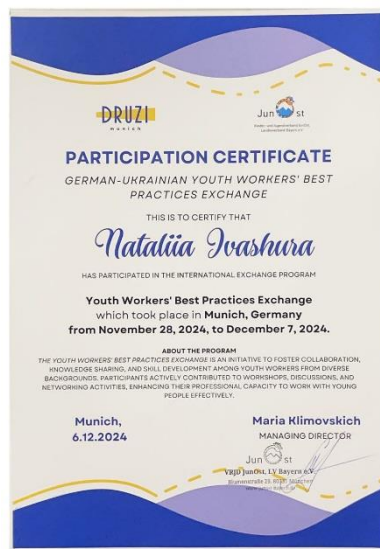 DRUZI
munich
JunOst
PARTICIPATION CERTIFICATE
GERMAN-UKRAINIAN YOUTH WORKERS' BEST
PRACTICES EXCHANGE
THIS IS TO CERTIFY THAT
Nataliia Ivashura
HAS PARTICIPATED IN THE INTERNATIONAL EXCHANGE PROGRAM
Youth Workers' Best Practices Exchange
which took place in Munich, Germany
from November 28, 2024, to December 7, 2024.
ABOUT THE PROGRAM
THE YOUTH WORKERS' BEST PRACTICES EXCHANGE IS AN INITIATIVE TO FOSTER COLLABORATION,
KNOWLEDGE SHARING, AND SKILL DEVELOPMENT AMONG YOUTH WORKERS FROM DIVERSE
BACKGROUNDS. PARTICIPANTS ACTIVELY CONTRIBUTED TO WORKSHOPS, DISCUSSIONS, AND
NETWORKING ACTIVITIES, ENHANCING THEIR PROFESSIONAL CAPACITY TO WORK WITH YOUNG
PEOPLE EFFECTIVELY.
Munich,
6.12.2024
Maria Klimovskich
MANAGING DIRECTOR
JunOst
VRJD JunOst, LV Bayern e.V.